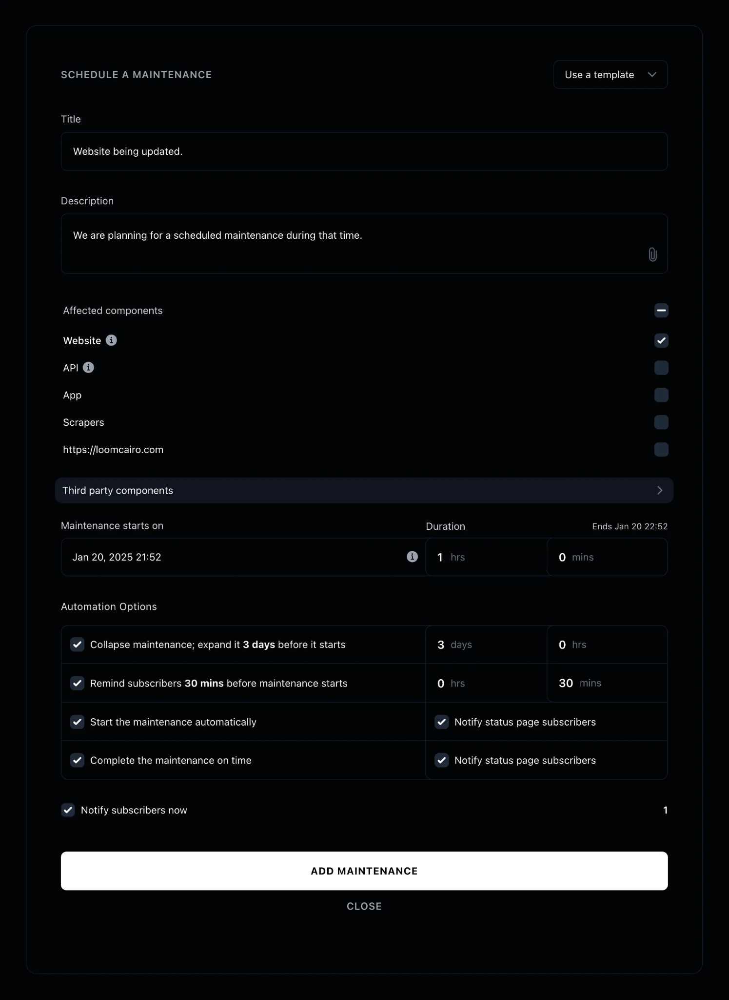 SCHEDULE A MAINTENANCE
Use a template
Title
Website being updated.
Description
We are planning for a scheduled maintenance during that time.
Affected components
Website
API
App
Scrapers
https://loomcairo.com
Third party components
Maintenance starts on
Duration
Ends Jan 20 22:52
Jan 20, 2025 21:52
1 hrs
0 mins
Automation Options
Collapse maintenance; expand it 3 days before it starts
3 days
0 hrs
Remind subscribers 30 mins before maintenance starts
0 hrs
30 mins
Start the maintenance automatically
Notify status page subscribers
Complete the maintenance on time
Notify status page subscribers
Notify subscribers now
1
ADD MAINTENANCE
CLOSE